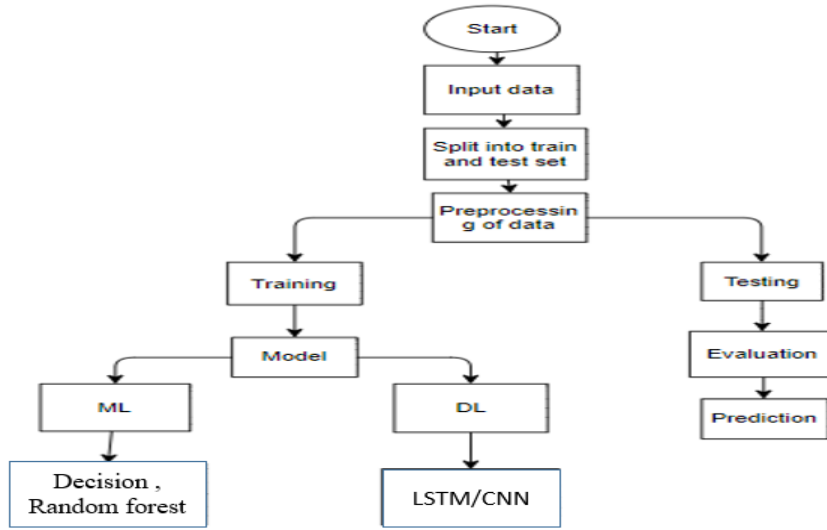 Start
Input data
Split into train
and test set
Preprocessin
g of data
Training
Testing
Model
Evaluation
ML
DL
Prediction
Decision ,
Random forest
LSTM/CNN